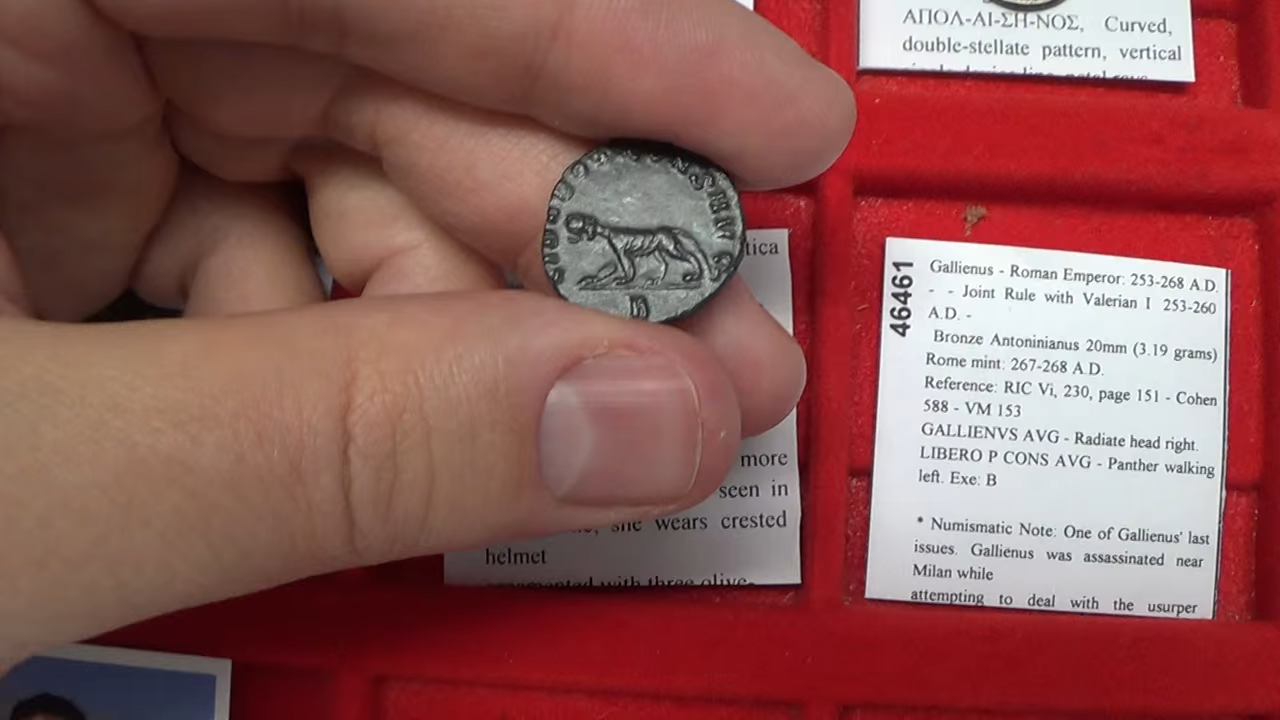 ΑΠΟΛ-ΑΙ-ΣΗ-ΝΟΣ, Curved,
double-stellate pattern, vertical
tica
more
seen in
she wears crested
helmet
with three olive-
46461
Gallienus - Roman Emperor: 253-268 A.D.
- - Joint Rule with Valerian I 253-260
A.D. -
Bronze Antoninianus 20mm (3.19 grams)
Rome mint: 267-268 A.D.
Reference: RIC Vi, 230, page 151 - Cohen
588 - VM 153
GALLIENVS AVG - Radiate head right.
LIBERO P CONS AVG - Panther walking
left. Exe: B
* Numismatic Note: One of Gallienus' last
issues. Gallienus was assassinated near
Milan while
attempting to deal with the usurper